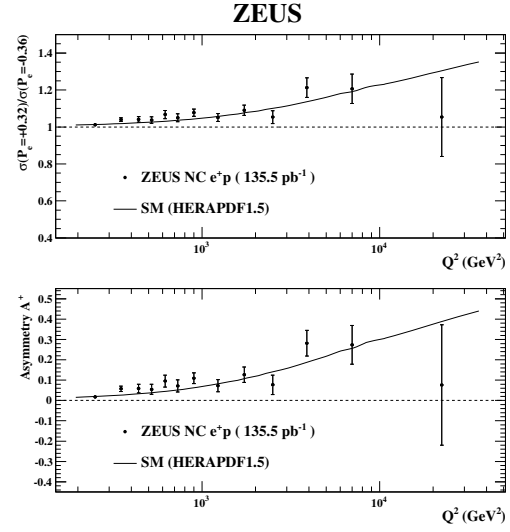 ZEUS
σ(Pₑ=+0.32)/σ(Pₑ=-0.36)
1.4
1.2
1
0.8
0.6
0.4
ZEUS NC e⁺p ( 135.5 pb⁻¹)
SM (HERAPDF1.5)
10³
10⁴
Q² (GeV²)
Asymmetry A⁺
0.5
0.4
0.3
0.2
0.1
0
-0.1
-0.2
-0.3
-0.4
ZEUS NC e⁺p ( 135.5 pb⁻¹)
SM (HERAPDF1.5)
10³
10⁴
Q² (GeV²)